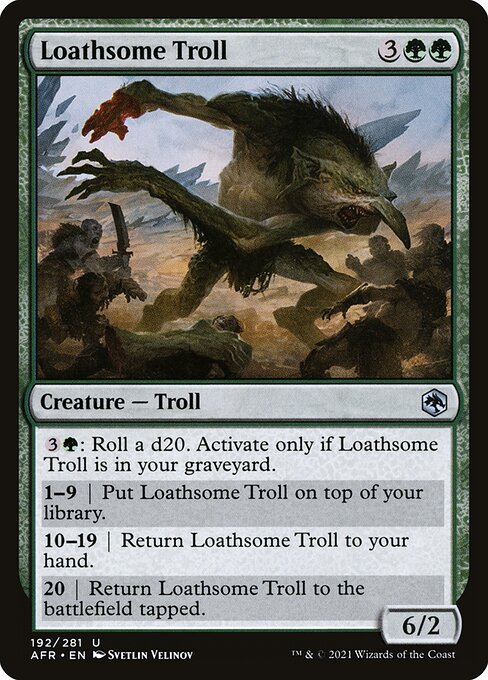 Loathsome Troll 3
Creature — Troll
3: Roll a d20. Activate only if Loathsome
Troll is in your graveyard.
1–9 | Put Loathsome Troll on top of your
library.
10–19 | Return Loathsome Troll to your
hand.
20 | Return Loathsome Troll to the
battlefield tapped.
6/2
192/281 U
AFR • EN Svetlin Velinov
™ & © 2021 Wizards of the Coast